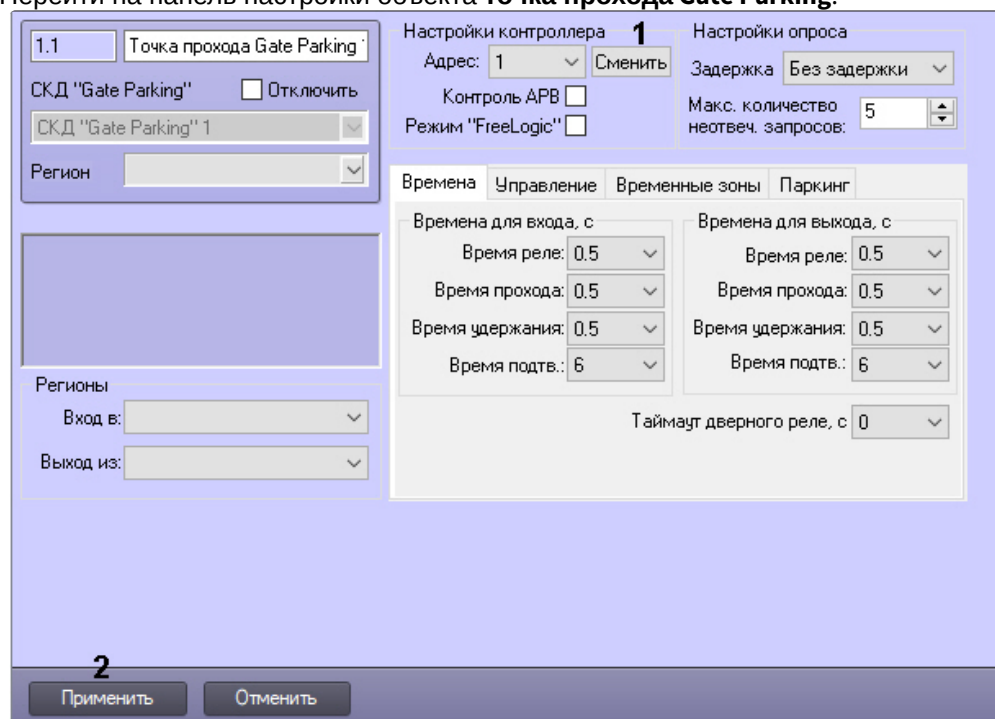 Перейти на панель настройки объекта Точка прохода Gate Parking.
1.1 Точка прохода Gate Parking
СКД "Gate Parking" Отключить
СКД "Gate Parking" 1
Регион
Регионы
Вход в:
Выход из:
Настройки контроллера 1
Адрес: 1 Сменить
Контроль APB
Режим "FreeLogic"
Настройки опроса
Задержка Без задержки
Макс. количество
неответ. запросов: 5
Времена Управление Временные зоны Паркинг
Времена для входа, с
Время реле: 0.5
Время прохода: 0.5
Время удержания: 0.5
Время подтв.: 6
Времена для выхода, с
Время реле: 0.5
Время прохода: 0.5
Время удержания: 0.5
Время подтв.: 6
Таймаут дверного реле, с 0
2
Применить Отменить